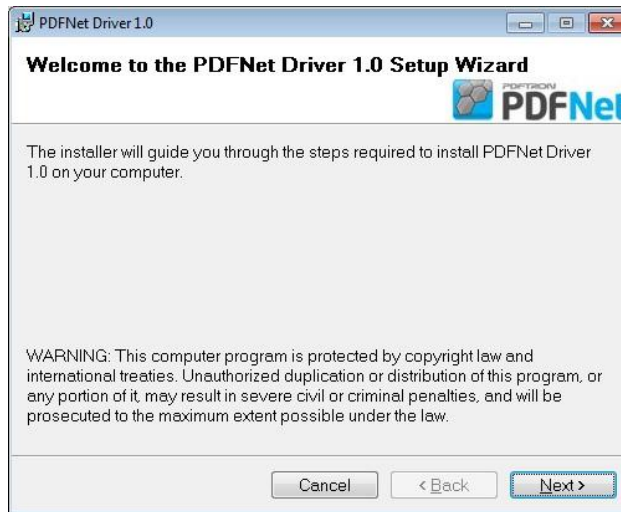 PDFNet Driver 1.0
Welcome to the PDFNet Driver 1.0 Setup Wizard
PDFTRON
PDFNet
The installer will guide you through the steps required to install PDFNet Driver
1.0 on your computer.
WARNING: This computer program is protected by copyright law and
international treaties. Unauthorized duplication or distribution of this program, or
any portion of it, may result in severe civil or criminal penalties, and will be
prosecuted to the maximum extent possible under the law.
Cancel
< Back
Next >